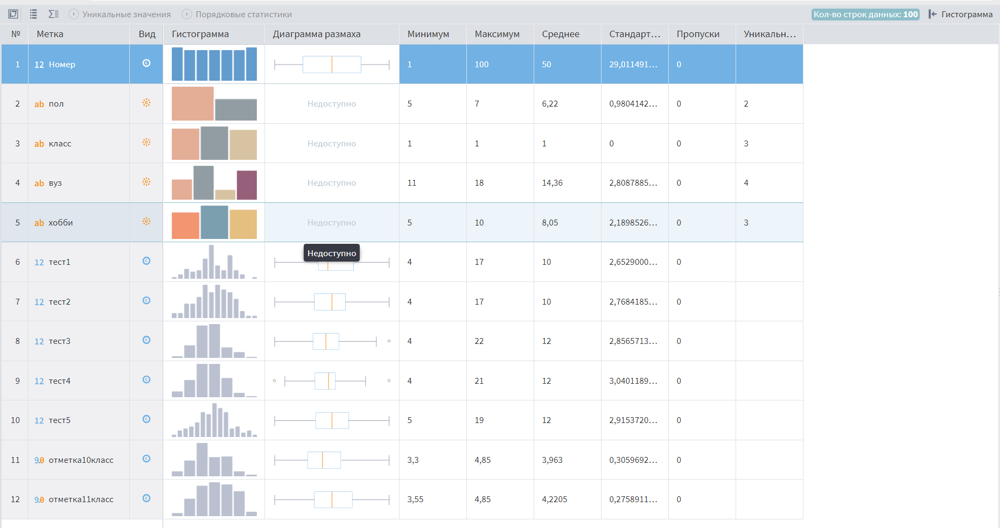 Уникальные значения Порядковые статистики Кол-во строк данных: 100 Гистограмма
№ Метка Вид Гистограмма Диаграмма размаха Минимум Максимум Среднее Стандарт... Пропуски Уникальн...
1 12 Номер 1 100 50 29,011491... 0
2 ab пол Недоступно 5 7 6,22 0,9804142... 0 2
3 ab класс Недоступно 1 1 1 0 0 3
4 ab вуз Недоступно 11 18 14,36 2,8087885... 0 4
5 ab хобби Недоступно 5 10 8,05 2,1898526... 0 3
Недоступно
6 12 тест1 4 17 10 2,6529000... 0
7 12 тест2 4 17 10 2,7684185... 0
8 12 тест3 4 22 12 2,8565713... 0
9 12 тест4 4 21 12 3,0401189... 0
10 12 тест5 5 19 12 2,9153720... 0
11 9.0 отметка10класс 3,3 4,85 3,963 0,3059692... 0
12 9.0 отметка11класс 3,55 4,85 4,2205 0,2758911... 0